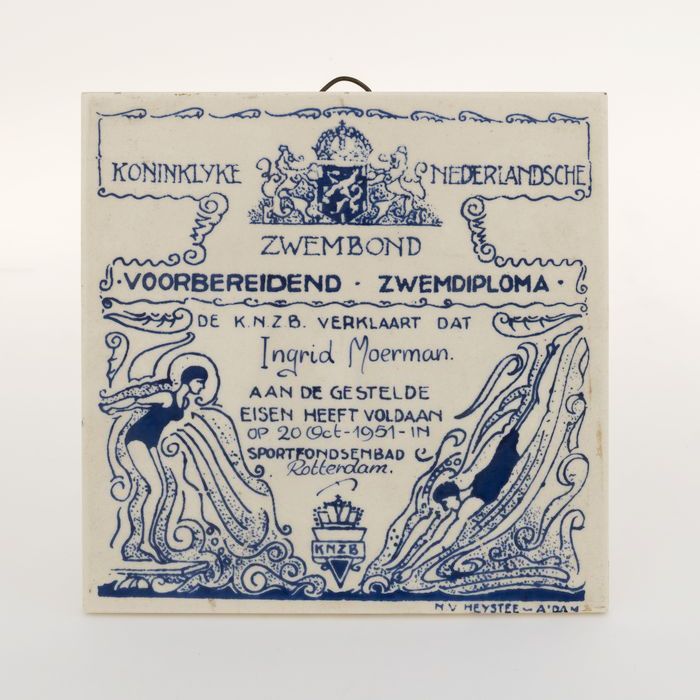 KONINKLYKE NEDERLANDSCHE
ZWEMBOND
·VOORBEREIDEND · ZWEMDIPLOMA·
DE K.N.Z.B. VERKLAART DAT
Ingrid Moerman.
AAN DE GESTELDE
EISEN HEEFT VOLDAAN
OP 20 Oct-1951-IN
SPORTFONDSENBAD
Rotterdam.
KNZB
N.V HEYSTEE - A'DAM